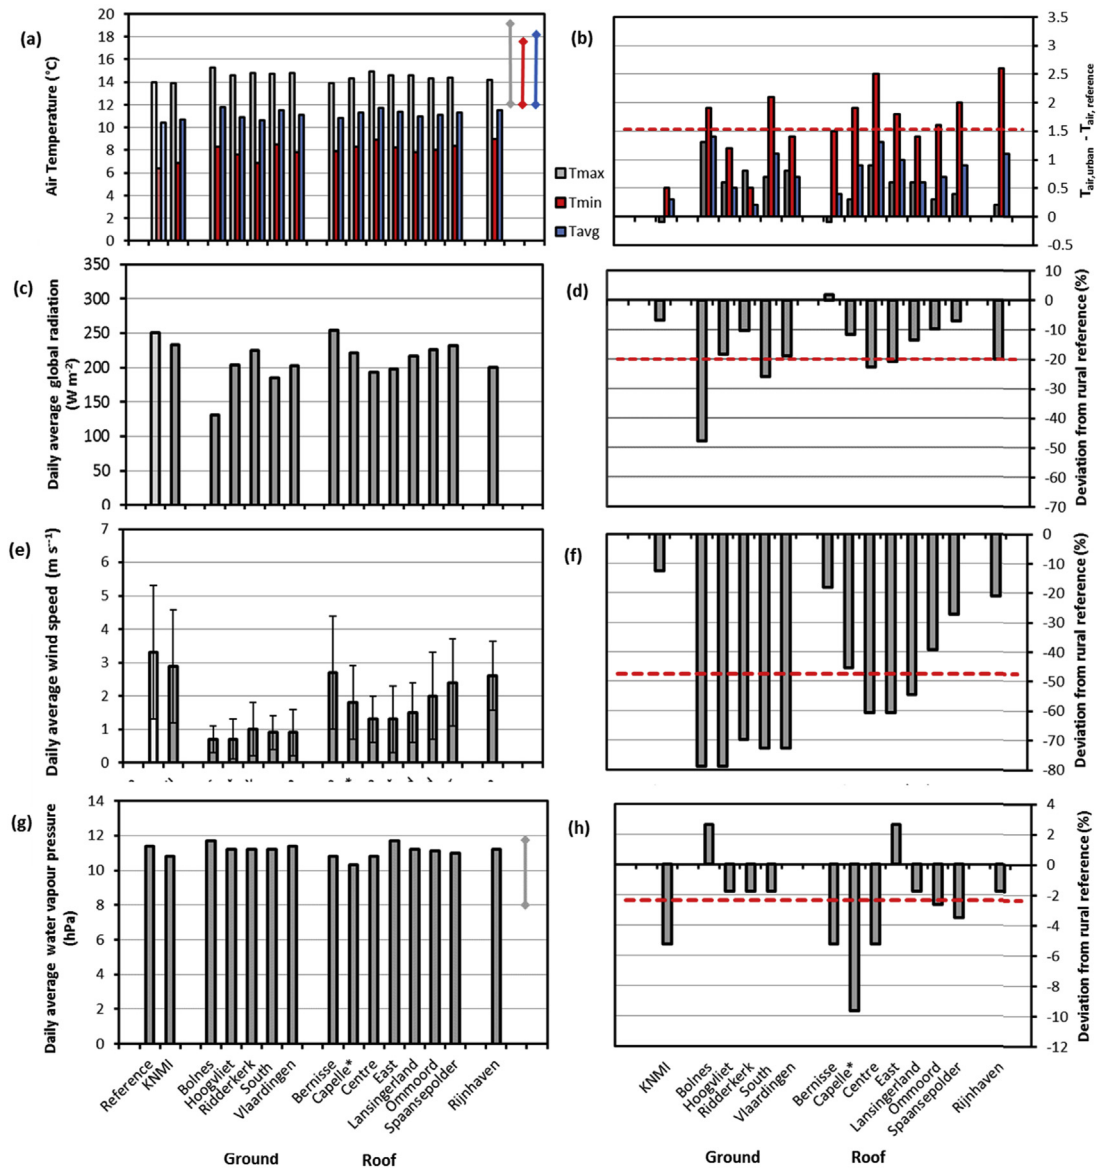 (a)
Air Temperature (°C)
20
18
16
14
12
10
8
6
4
2
0
Tmax
Tmin
Tavg
(b)
3.5
3
2.5
2
1.5
1
0.5
0
-0.5
Tair,urban - Tair, reference
(c)
Daily average global radiation
(W m-2)
350
300
250
200
150
100
50
0
(d)
10
0
-10
-20
-30
-40
-50
-60
-70
Deviation from rural reference (%)
(e)
Daily average wind speed (m s−1)
7
6
5
4
3
2
1
0
(f)
0
-10
-20
-30
-40
-50
-60
-70
-80
Deviation from rural reference (%)
(g)
Daily average water vapour pressure
(hPa)
14
12
10
8
6
4
2
0
(h)
4
2
0
-2
-4
-6
-8
-10
-12
Deviation from rural reference (%)
Reference
KNMI
Bolnes
Hoogvliet
Ridderkerk
South
Vlaardingen
Bernisse
Capelle*
Centre
East
Lansingerland
Ommoord
Spaansepolder
Rijnhaven
Ground
Roof
KNMI
Bolnes
Hoogvliet
Ridderkerk
South
Vlaardingen
Bernisse
Capelle*
Centre
East
Lansingerland
Ommoord
Spaansepolder
Rijnhaven
Ground
Roof